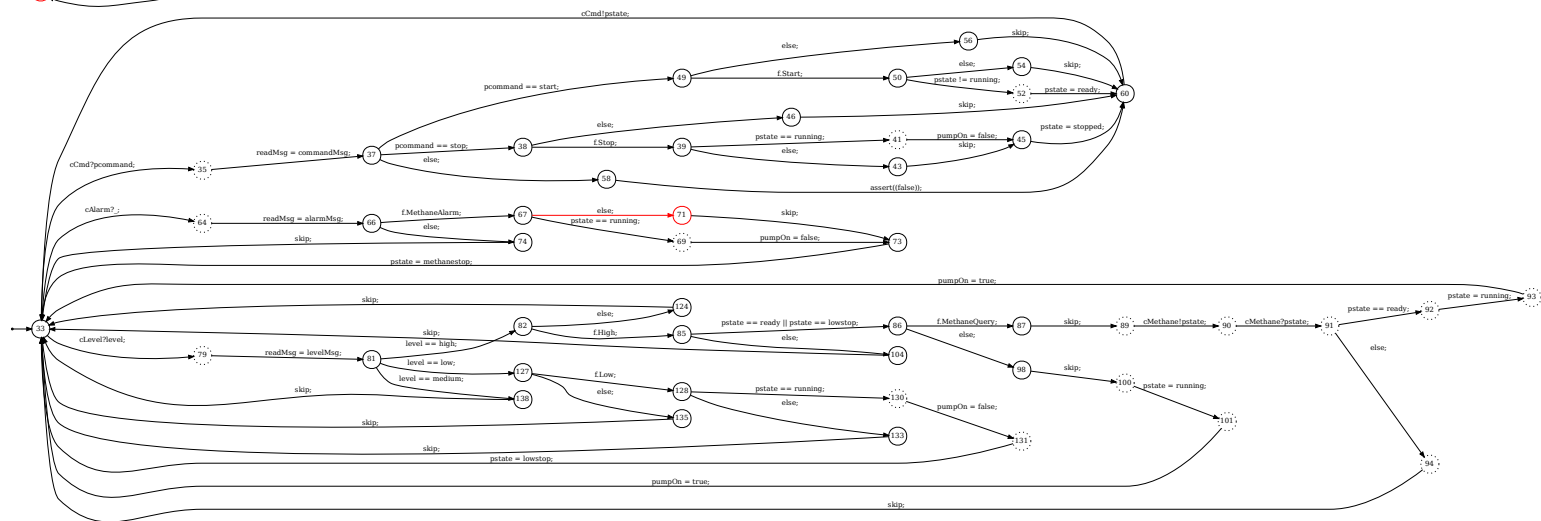 cCmd!pstate;
56
skip;
else;
54
skip;
else;
49
f.Start;
50
pstate != running;
52
pstate = ready;
60
pcommand == start;
46
skip;
else;
pstate = stopped;
cCmd?pcommand;
35
readMsg = commandMsg;
37
pcommand == stop;
38
f.Stop;
39
pstate == running;
41
pumpOn = false;
45
else;
else;
43
skip;
58
assert((false));
cAlarm?_;
64
readMsg = alarmMsg;
66
f.MethaneAlarm;
67
else;
71
skip;
else;
pstate == running;
skip;
74
69
pumpOn = false;
73
pstate = methanestop;
pumpOn = true;
93
skip;
124
pstate == ready;
92
pstate = running;
else;
33
skip;
82
f.High;
85
pstate == ready || pstate == lowstop;
86
f.MethaneQuery;
87
skip;
89
cMethane!pstate;
90
cMethane?pstate;
91
cLevel?level;
level == high;
else;
else;
else;
79
readMsg = levelMsg;
81
104
level == low;
127
f.Low;
98
skip;
100
pstate = running;
level == medium;
skip;
138
else;
128
pstate == running;
130
pumpOn = false;
else;
skip;
135
101
skip;
133
131
pstate = lowstop;
94
pumpOn = true;
skip;